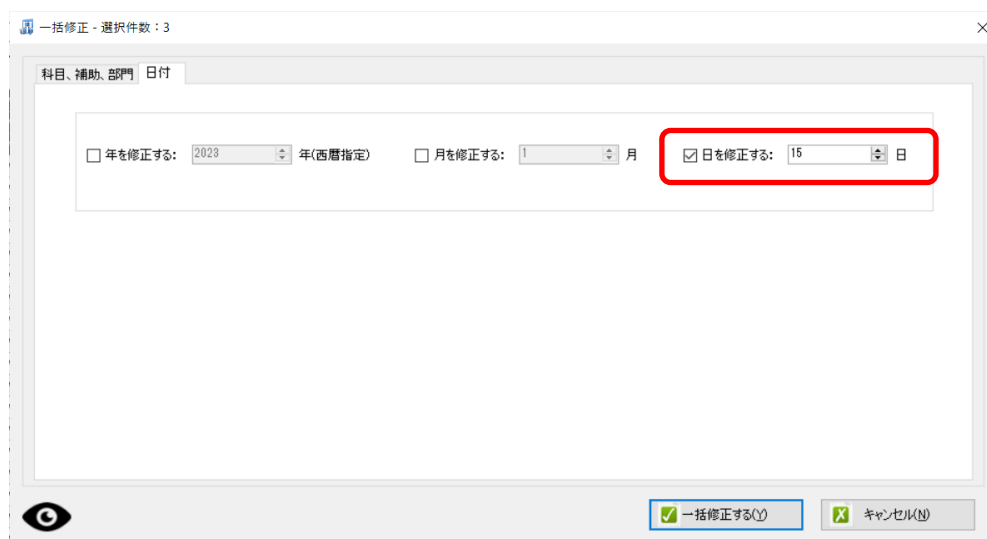 一括修正 - 選択件数：3
科目、補助、部門 日付
年を修正する: 2023 年(西暦指定) 月を修正する: 1 月 日を修正する: 15 日
一括修正する(Y) キャンセル(N)